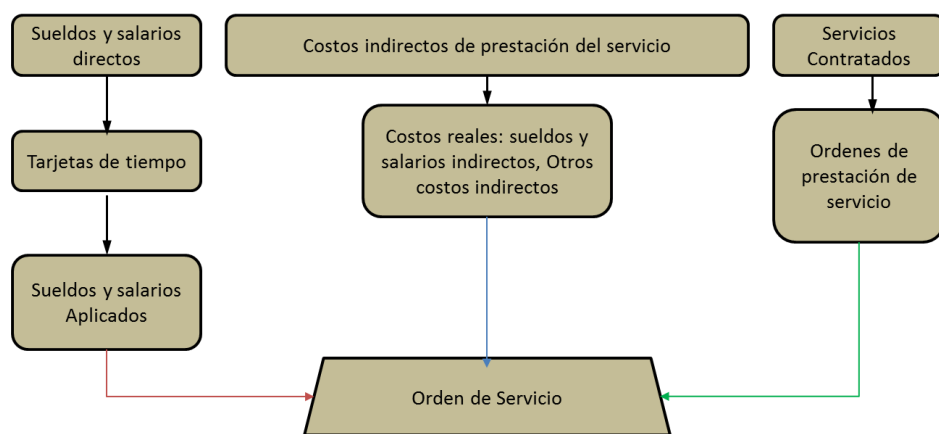 Sueldos y salarios
directos
Costos indirectos de prestación del servicio
Servicios
Contratados
Tarjetas de tiempo
Costos reales: sueldos y
salarios indirectos, Otros
costos indirectos
Ordenes de
prestación de
servicio
Sueldos y salarios
Aplicados
Orden de Servicio